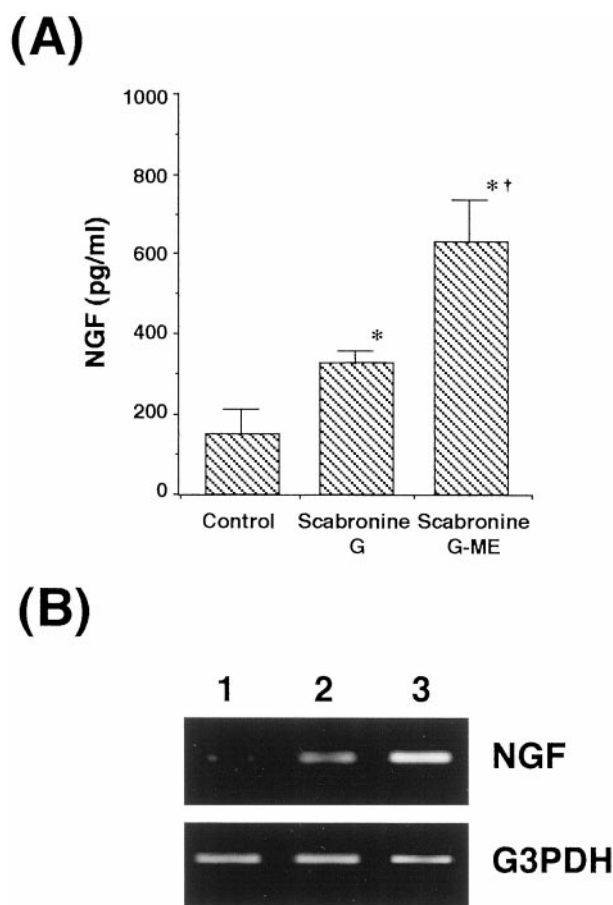 (A)
1000
800
600
400
200
0
NGF (pg/ml)
*
* †
Control
Scabronine G
Scabronine G-ME
(B)
1 2 3
NGF
G3PDH